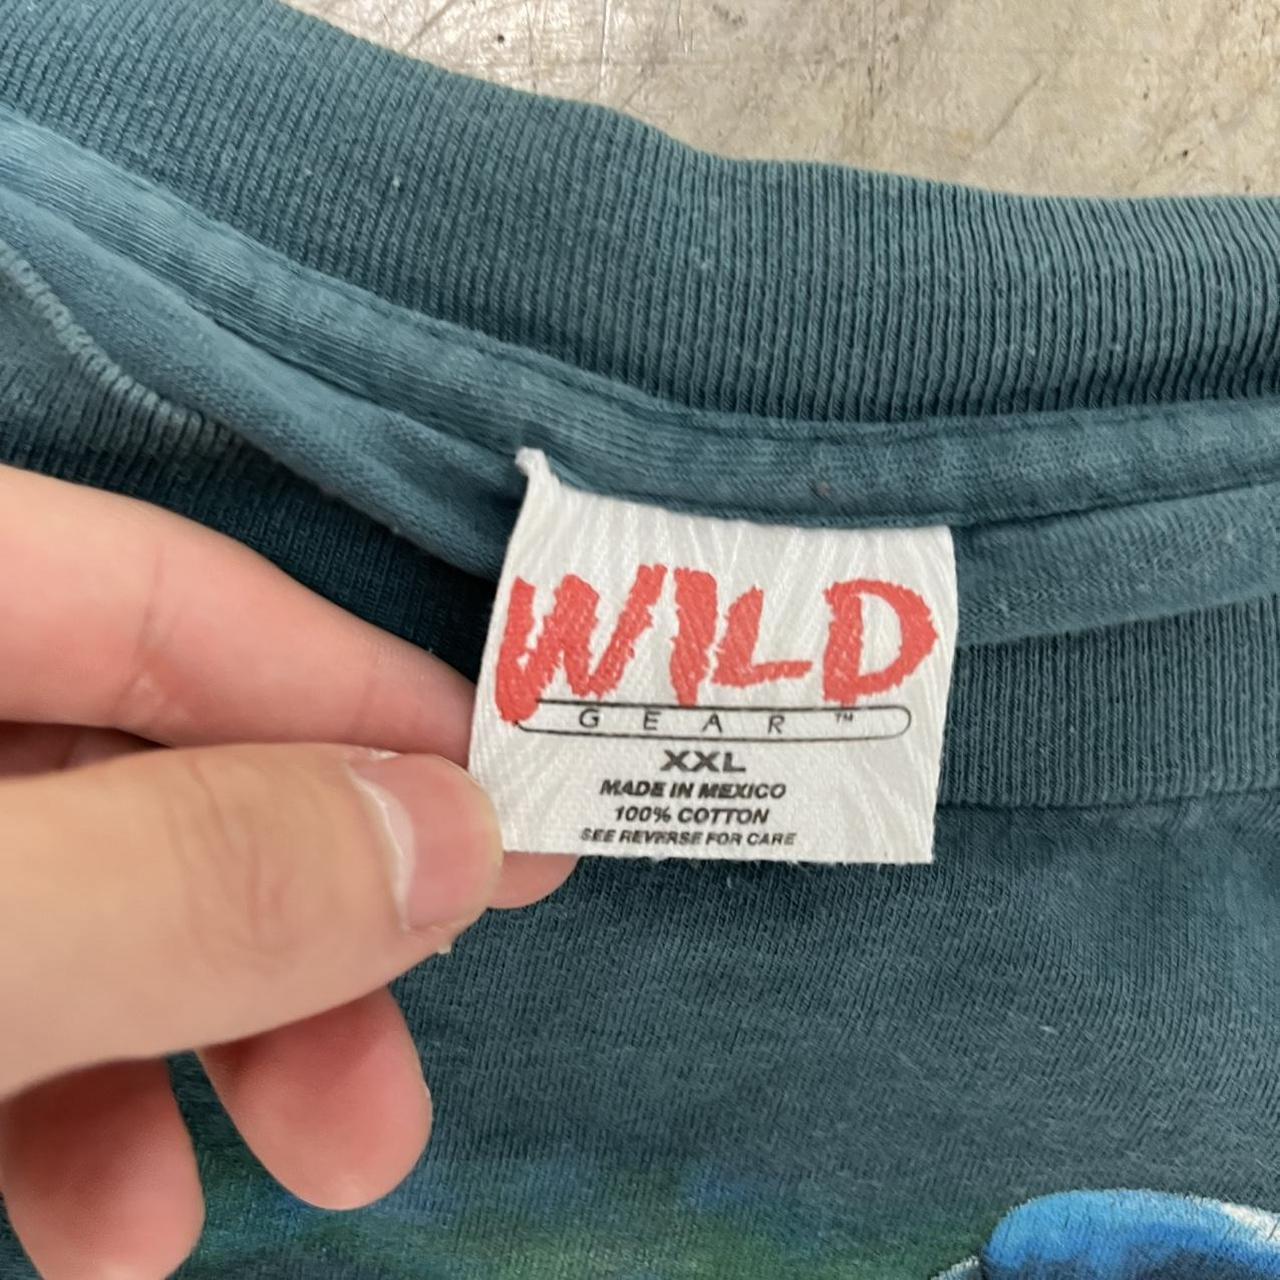 WILD
GEAR™
XXL
MADE IN MEXICO
100% COTTON
SEE REVERSE FOR CARE